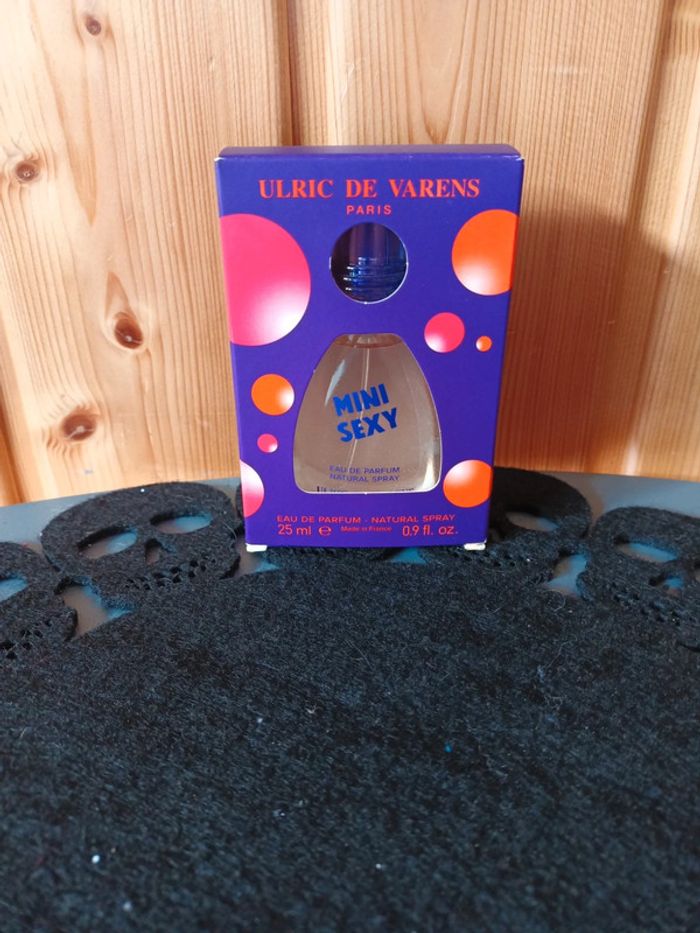 ULRIC DE VARENS
PARIS
MINI
SEXY
EAU DE PARFUM
NATURAL SPRAY
EAU DE PARFUM - NATURAL SPRAY
25 ml ℮ Made in France 0.9 fl. oz.